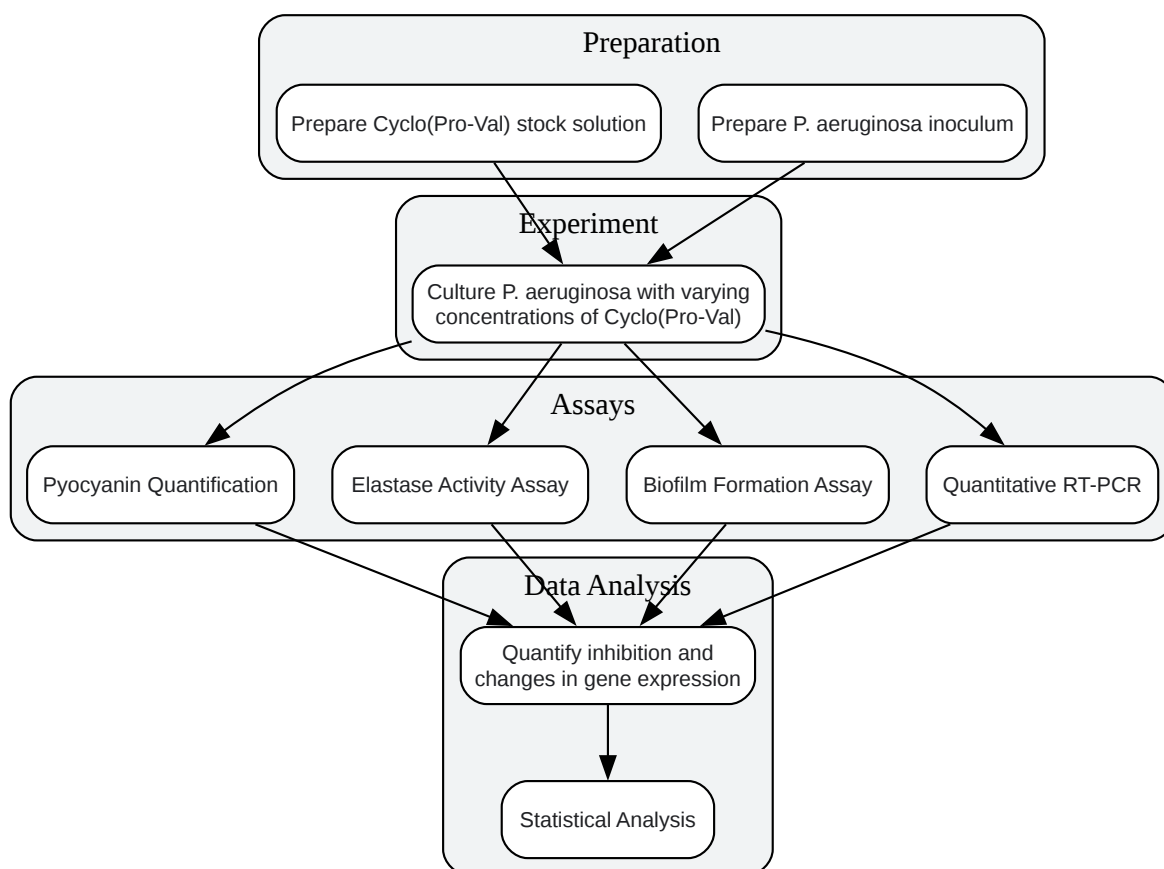 Preparation
Prepare Cyclo(Pro-Val) stock solution
Prepare P. aeruginosa inoculum
Experiment
Culture P. aeruginosa with varying
concentrations of Cyclo(Pro-Val)
Assays
Pyocyanin Quantification
Elastase Activity Assay
Biofilm Formation Assay
Quantitative RT-PCR
Data Analysis
Quantify inhibition and
changes in gene expression
Statistical Analysis